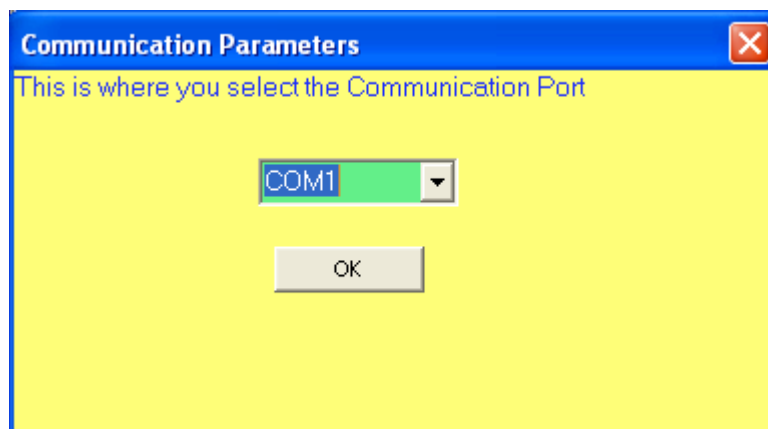 Communication Parameters
This is where you select the Communication Port
COM1
OK